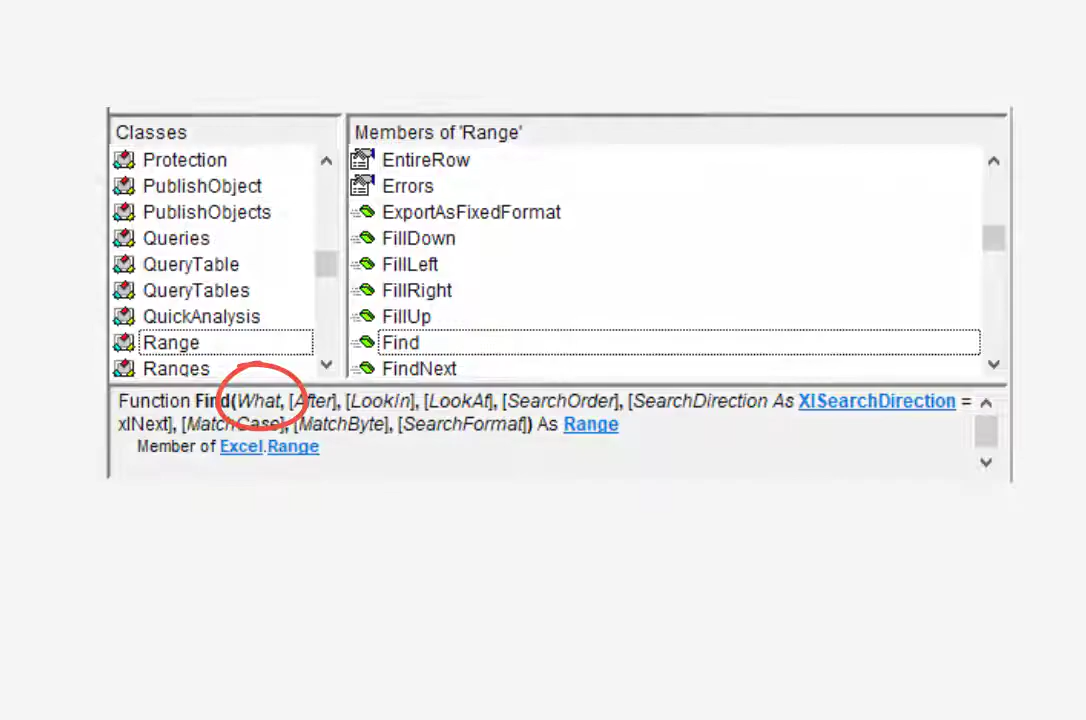 Classes
Protection
PublishObject
PublishObjects
Queries
QueryTable
QueryTables
QuickAnalysis
Range
Ranges
Members of 'Range'
EntireRow
Errors
ExportAsFixedFormat
FillDown
FillLeft
FillRight
FillUp
Find
FindNext
Function Find(What, [After], [LookIn], [LookAt], [SearchOrder], [SearchDirection As XlSearchDirection =
xlNext], [MatchCase], [MatchByte], [SearchFormat]) As Range
Member of Excel.Range